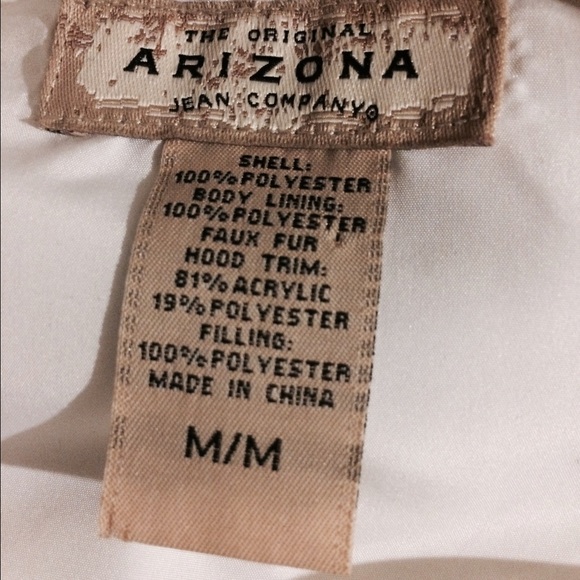 THE ORIGINAL
ARIZONA
JEAN COMPANY®
SHELL:
100% POLYESTER
BODY LINING:
100% POLYESTER
FAUX FUR
HOOD TRIM:
81% ACRYLIC
19% POLYESTER
FILLING:
100% POLYESTER
MADE IN CHINA
M/M